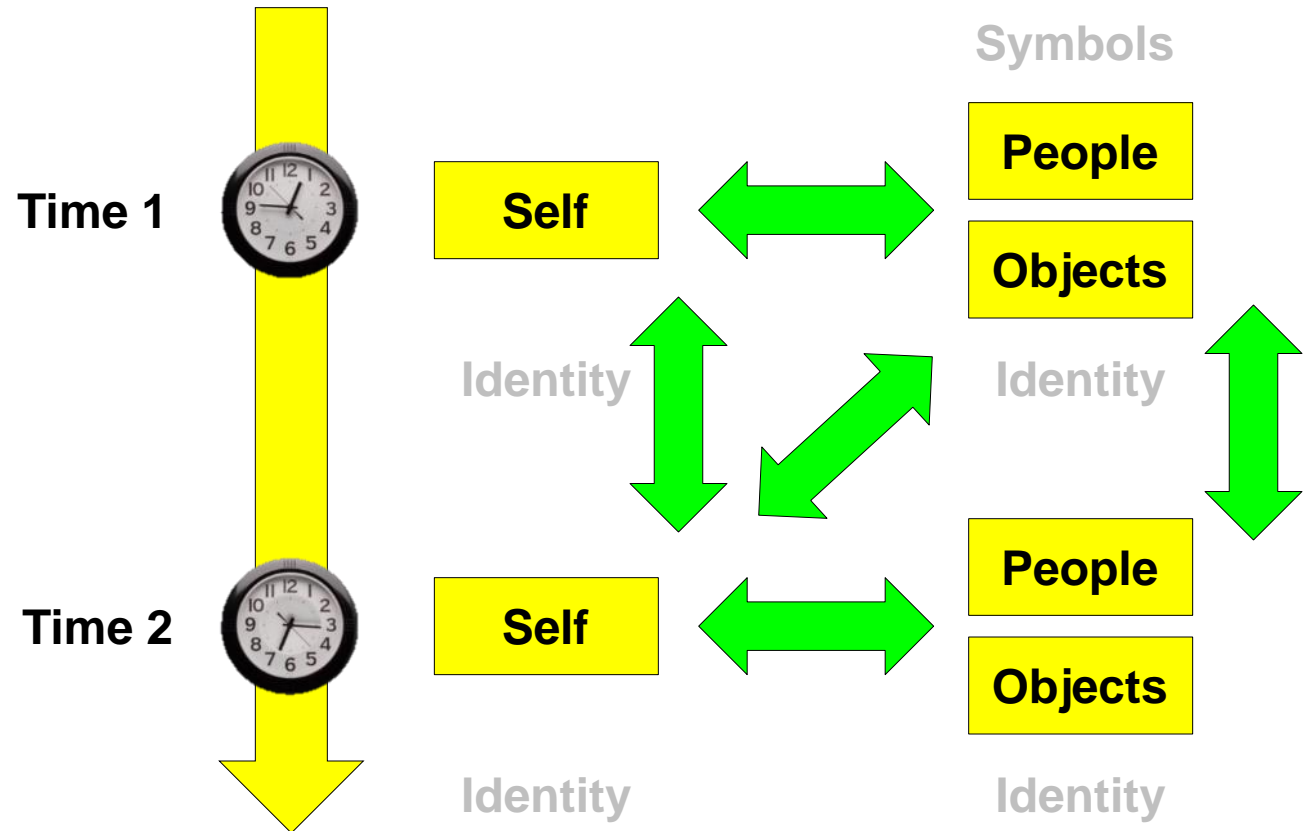 Symbols
People
Time 1
Self
Objects
Identity
Identity
People
Time 2
Self
Objects
Identity
Identity